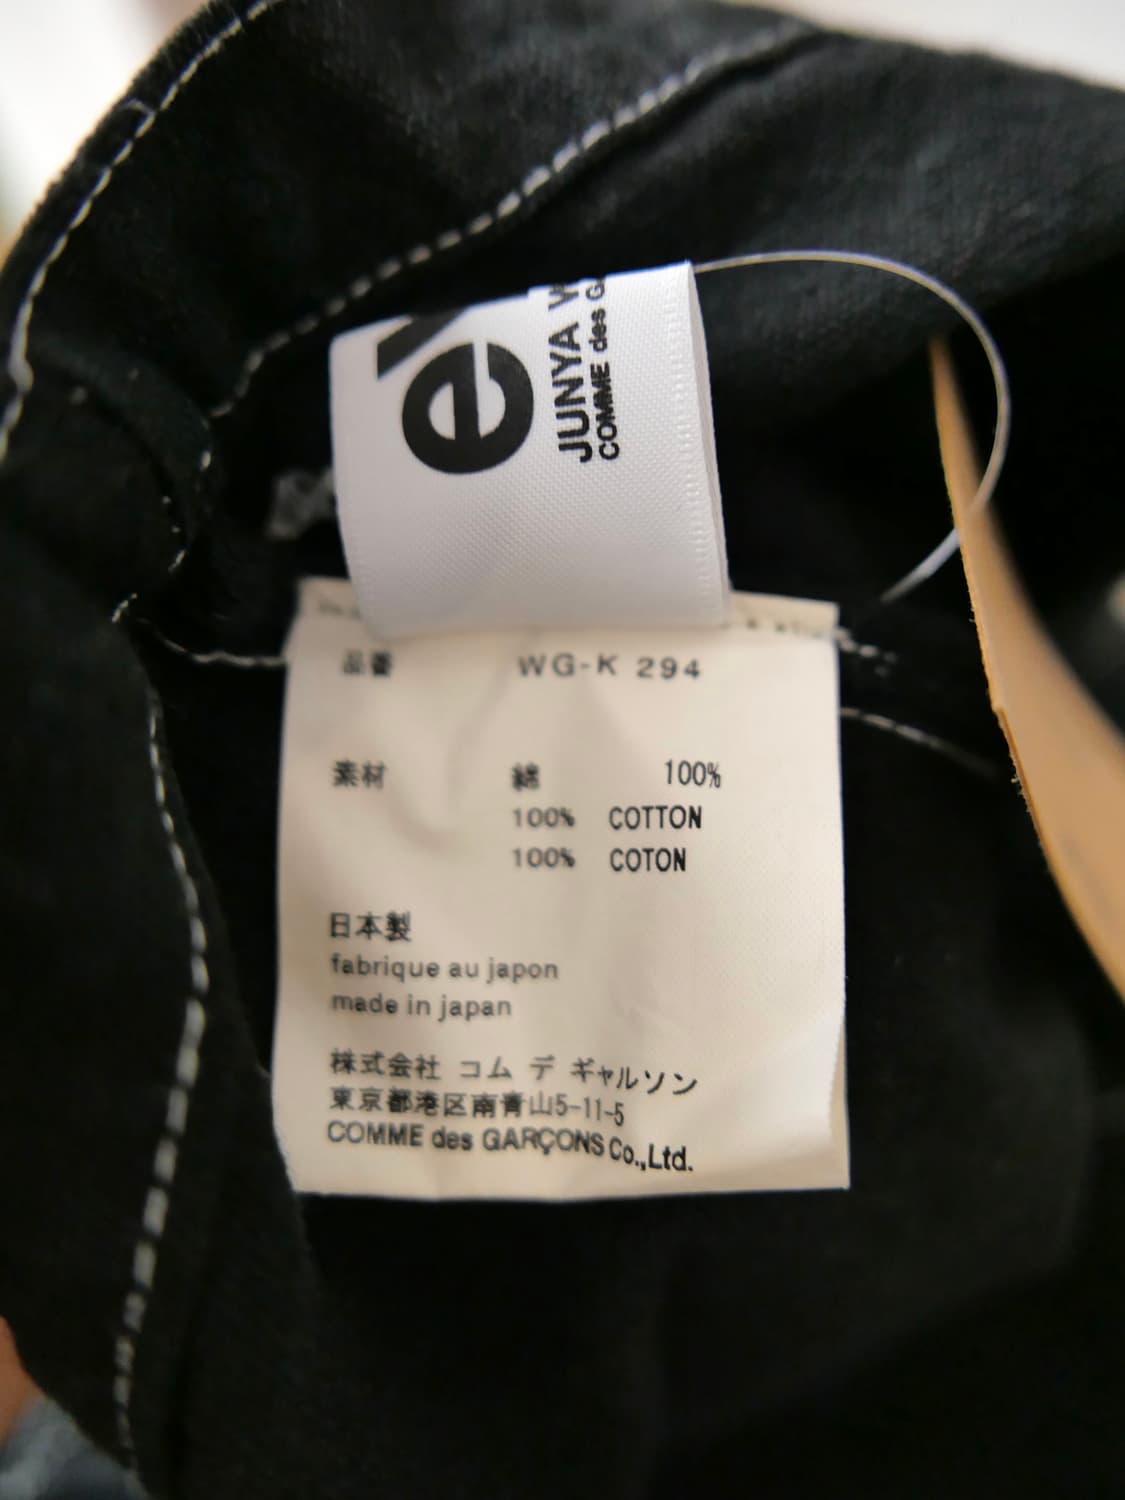 JUNYA
COMME des
品番 WG-K 294
素材 綿 100%
100% COTTON
100% COTON
日本製
fabrique au japon
made in japan
株式会社 コム デ ギャルソン
東京都港区南青山5-11-5
COMME des GARÇONS Co.,Ltd.